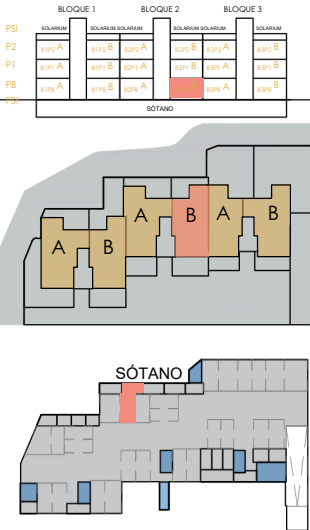 BLOQUE 1 BLOQUE 2 BLOQUE 3
PSI SOLARIUM SOLARIUM SOLARIUM SOLARIUM SOLARIUM SOLARIUM
P2 B1P2 A B1P2 B B2P2 A B2P2 B B3P2 A B3P2 B
P1 B1P1 A B1P1 B B2P1 A B2P1 B B3P1 A B3P1 B
PB B1PB A B1PB B B2PB A B3PB A B3PB B
SÓTANO
A B A B A B
SÓTANO